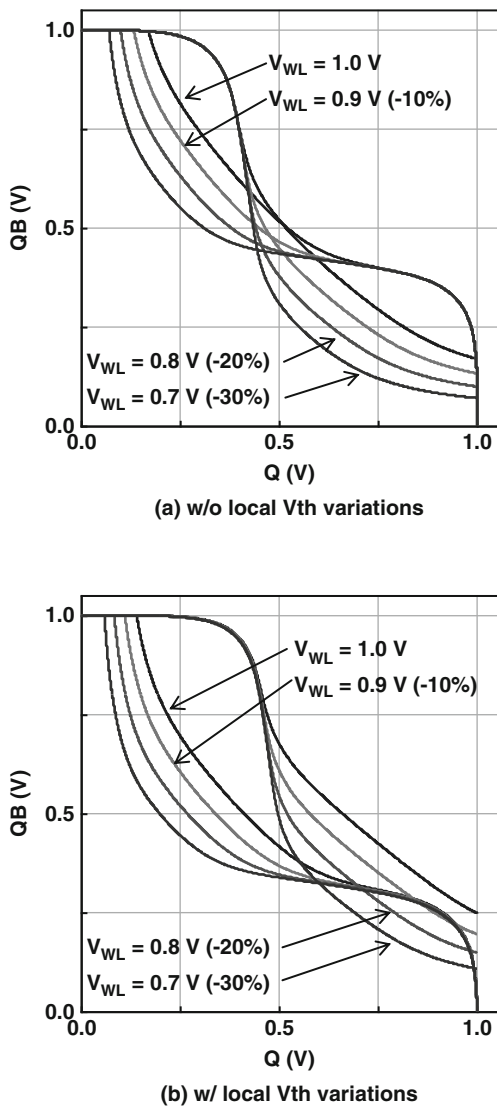 1.0
V_WL = 1.0 V
V_WL = 0.9 V (-10%)
QB (V)
0.5
V_WL = 0.8 V (-20%)
V_WL = 0.7 V (-30%)
0.0
0.0 0.5 1.0
Q (V)
(a) w/o local Vth variations
1.0
V_WL = 1.0 V
V_WL = 0.9 V (-10%)
QB (V)
0.5
V_WL = 0.8 V (-20%)
V_WL = 0.7 V (-30%)
0.0
0.0 0.5 1.0
Q (V)
(b) w/ local Vth variations